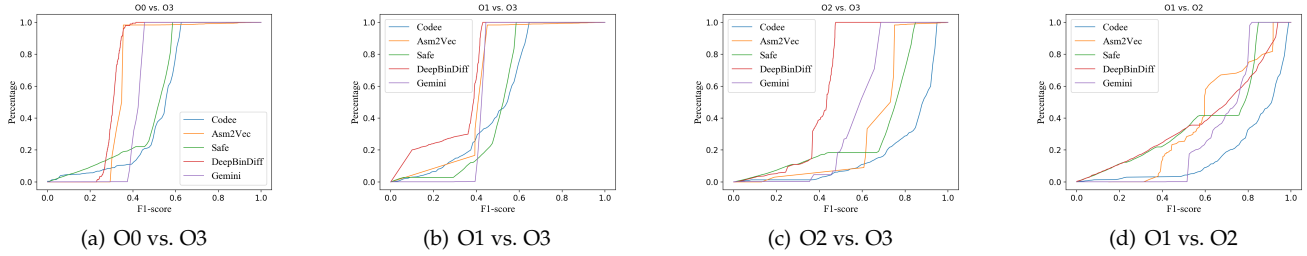 O0 vs. O3
Percentage
1.0
0.8
0.6
0.4
0.2
0.0
Codee
Asm2Vec
Safe
DeepBinDiff
Gemini
0.0 0.2 0.4 0.6 0.8 1.0
F1-score
(a) O0 vs. O3
O1 vs. O3
Percentage
1.0
0.8
0.6
0.4
0.2
0.0
Codee
Asm2Vec
Safe
DeepBinDiff
Gemini
0.0 0.2 0.4 0.6 0.8 1.0
F1-score
(b) O1 vs. O3
O2 vs. O3
Percentage
1.0
0.8
0.6
0.4
0.2
0.0
Codee
Asm2Vec
Safe
DeepBinDiff
Gemini
0.0 0.2 0.4 0.6 0.8 1.0
F1-score
(c) O2 vs. O3
O1 vs. O2
Percentage
1.0
0.8
0.6
0.4
0.2
0.0
Codee
Asm2Vec
Safe
DeepBinDiff
Gemini
0.0 0.2 0.4 0.6 0.8 1.0
F1-score
(d) O1 vs. O2